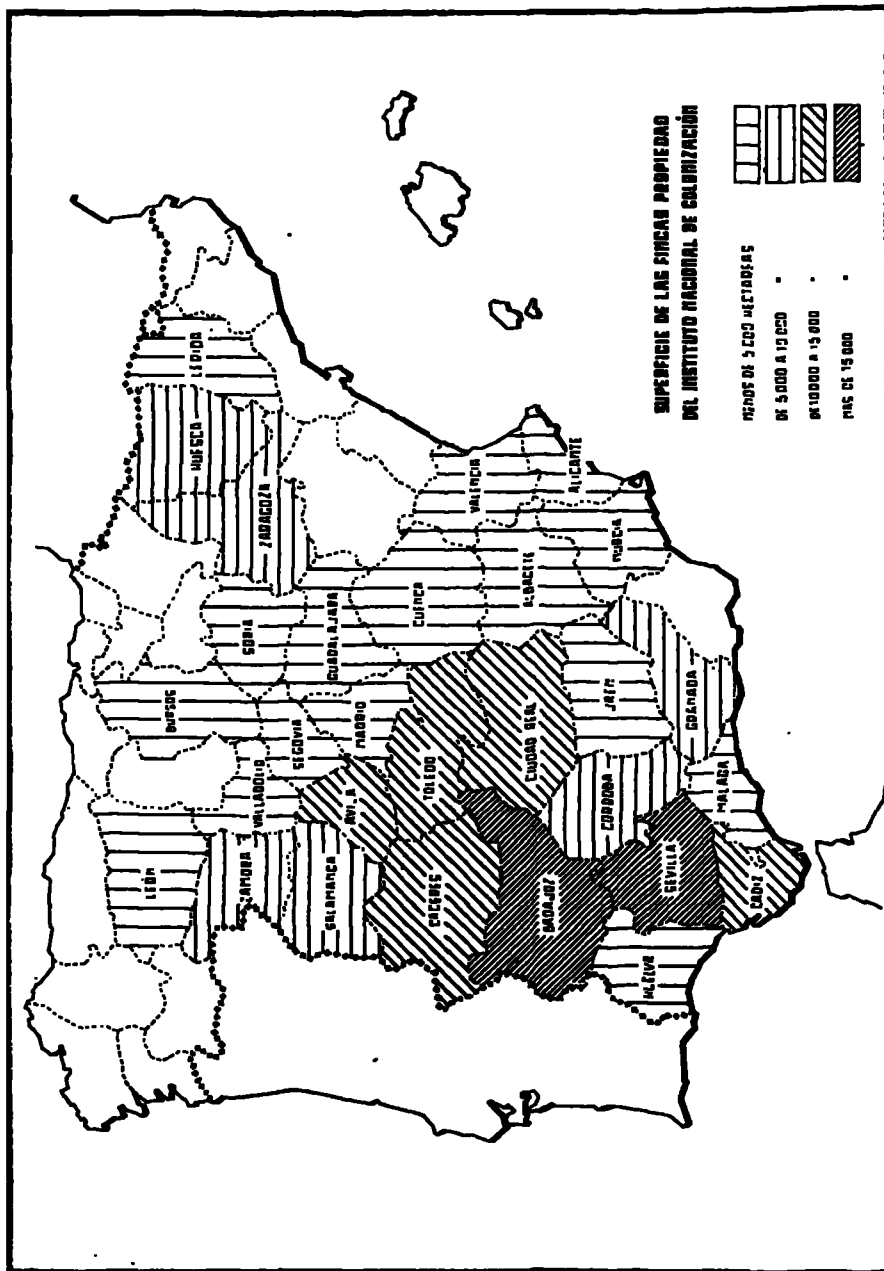 SUPERFICIE DE LAS FINCAS PROPIEDAD
DEL INSTITUTO NACIONAL DE COLONIZACIÓN
MENOS DE 5 000 HECTAREAS
DE 5 000 A 10 000 "
DE 10 000 A 15 000 "
MAS DE 15 000 "
LEÓN
BURGOS
HUESCA
LERIDA
ZAMORA
VALLADOLID
SORIA
ZARAGOZA
SALAMANCA
SEGOVIA
AVILA
MADRID
GUADALAJARA
CACERES
TOLEDO
CUENCA
VALENCIA
BADAJOZ
CIUDAD REAL
ALBACETE
ALICANTE
CORDOBA
JAEN
MURCIA
HUELVA
SEVILLA
GRANADA
CADIZ
MALAGA